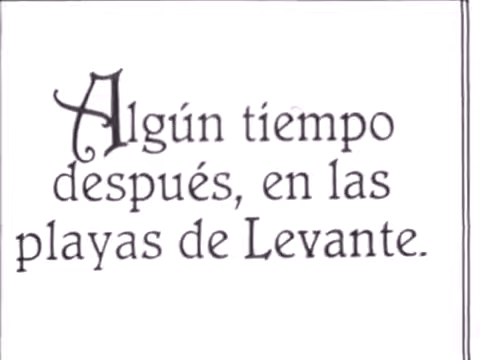 Algún tiempo
después, en las
playas de Levante.